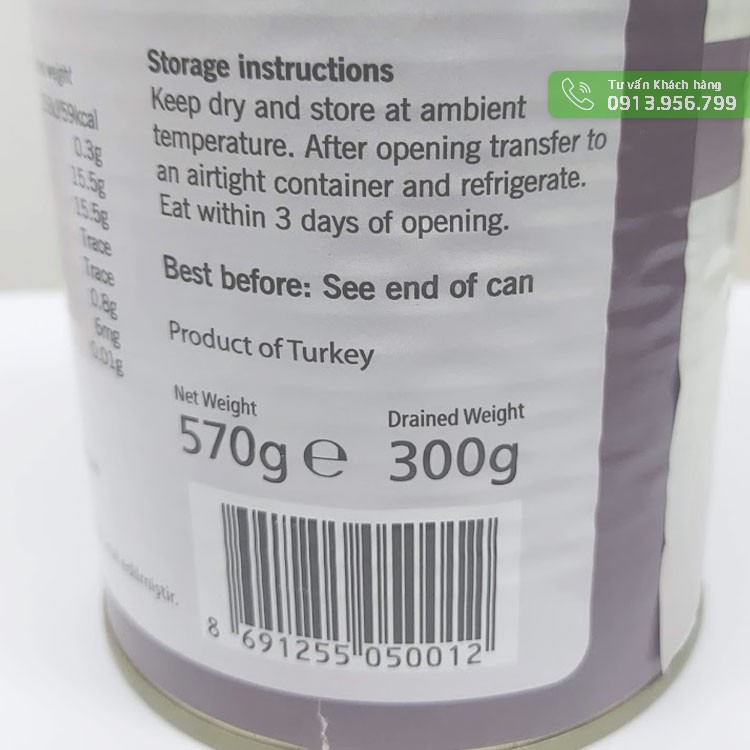 weight
59kcal
0.3g
15.5g
15.5g
Trace
Trace
0.8g
6mg
0.01g
Storage instructions
Keep dry and store at ambient
temperature. After opening transfer to
an airtight container and refrigerate.
Eat within 3 days of opening.
Best before: See end of can
Product of Turkey
Net Weight
570g ℮
Drained Weight
300g
8 691255 050012
Tư vấn Khách hàng
0913.956.799